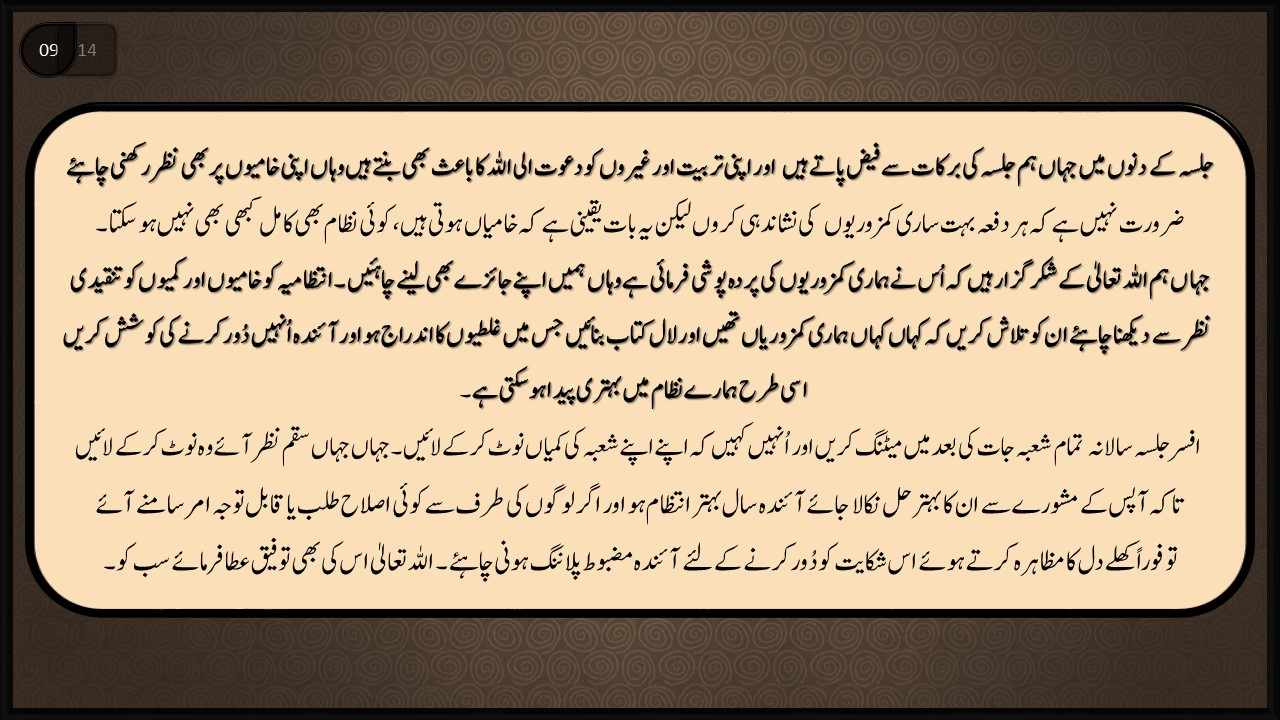 09 14
جلسہ کے دنوں میں جہاں ہم جلسہ کی برکات سے فیض پاتے ہیں اور اپنی تربیت اور غیروں کو دعوت الی اللہ کا باعث بھی بنتے ہیں وہاں اپنی خامیوں پر بھی نظر رکھنی چاہئے
ضرورت نہیں ہے کہ ہر دفعہ بہت ساری کمزوریوں کی نشاندہی کروں لیکن یہ بات یقینی ہے کہ خامیاں ہوتی ہیں، کوئی نظام بھی کامل کبھی بھی نہیں ہو سکتا۔
جہاں ہم اللہ تعالیٰ کے شکر گزار ہیں کہ اُس نے ہماری کمزوریوں کی پردہ پوشی فرمائی ہے وہاں ہمیں اپنے جائزے بھی لینے چاہئیں۔ انتظامیہ کو خامیوں اور کمیوں کو تنقیدی
نظر سے دیکھنا چاہئے ان کو تلاش کریں کہ کہاں کہاں ہماری کمزوریاں تھیں اور لال کتاب بنائیں جس میں غلطیوں کا اندراج ہو اور آئندہ اُنہیں دُور کرنے کی کوشش کریں
اسی طرح ہمارے نظام میں بہتری پیدا ہو سکتی ہے۔
افسر جلسہ سالانہ تمام شعبہ جات کی بعد میں میٹنگ کریں اور اُنہیں کہیں کہ اپنے اپنے شعبہ کی کمیاں نوٹ کر کے لائیں۔ جہاں جہاں سقم نظر آئے وہ نوٹ کر کے لائیں
تا کہ آپس کے مشورے سے ان کا بہتر حل نکالا جائے آئندہ سال بہتر انتظام ہو اور اگر لوگوں کی طرف سے کوئی اصلاح طلب یا قابل توجہ امر سامنے آئے
تو فوراً کھلے دل کا مظاہرہ کرتے ہوئے اس شکایت کو دُور کرنے کے لئے آئندہ مضبوط پلاننگ ہونی چاہئے۔ اللہ تعالیٰ اس کی بھی توفیق عطا فرمائے سب کو۔